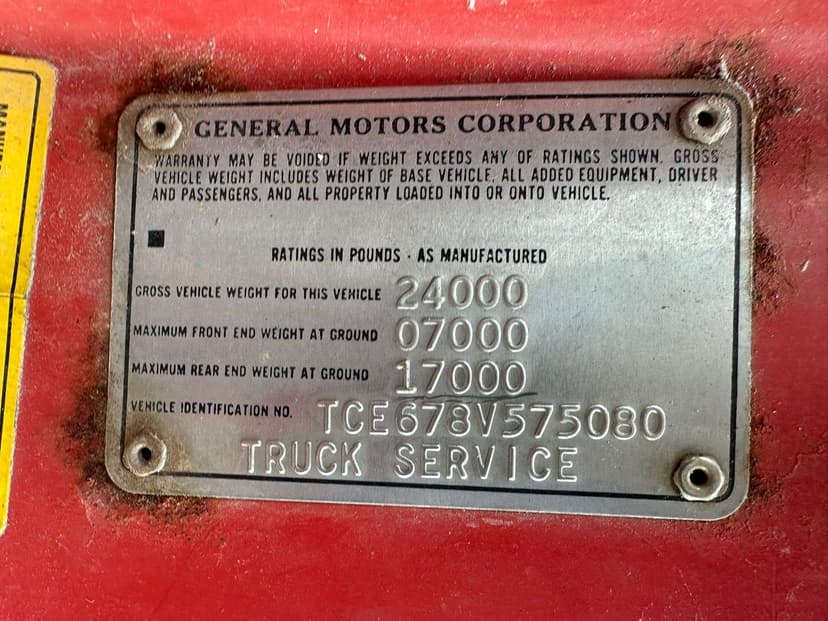 GENERAL MOTORS CORPORATION
WARRANTY MAY BE VOIDED IF WEIGHT EXCEEDS ANY OF RATINGS SHOWN. GROSS
VEHICLE WEIGHT INCLUDES WEIGHT OF BASE VEHICLE, ALL ADDED EQUIPMENT, DRIVER
AND PASSENGERS, AND ALL PROPERTY LOADED INTO OR ONTO VEHICLE.
RATINGS IN POUNDS - AS MANUFACTURED
GROSS VEHICLE WEIGHT FOR THIS VEHICLE 24000
MAXIMUM FRONT END WEIGHT AT GROUND 07000
MAXIMUM REAR END WEIGHT AT GROUND 17000
VEHICLE IDENTIFICATION NO. TCE678V575080
TRUCK SERVICE